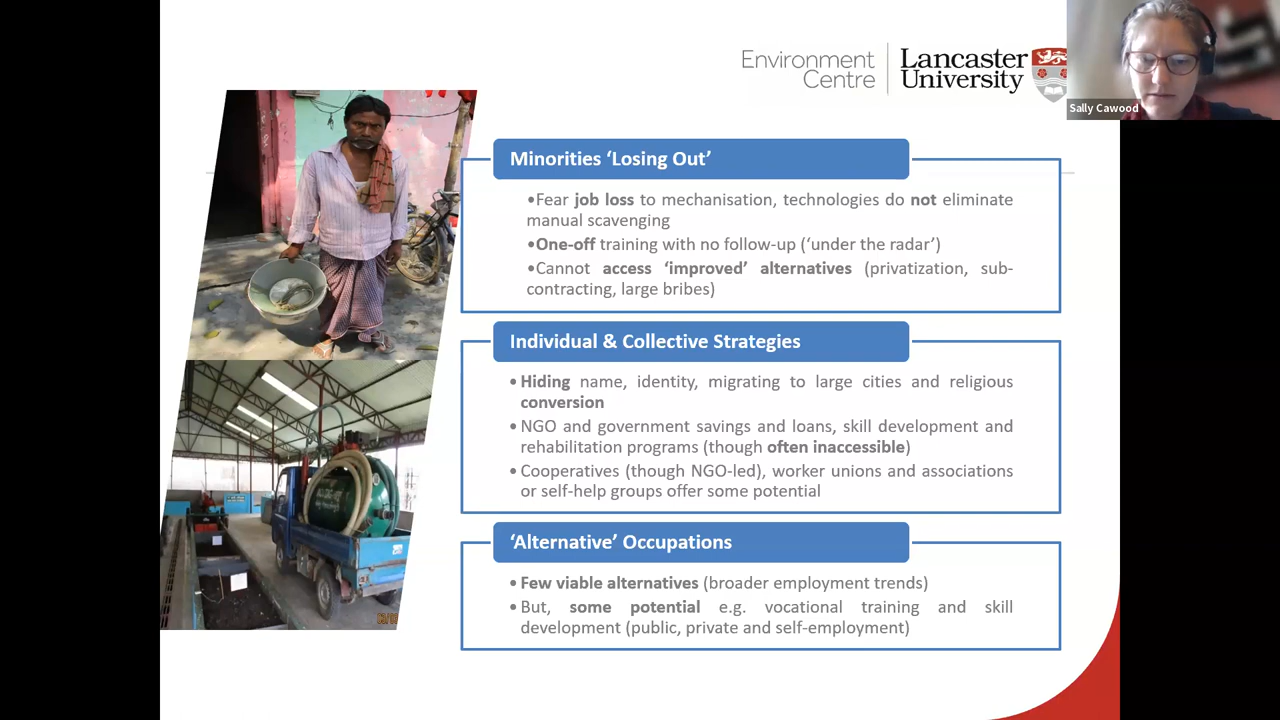 Environment
Centre
Lancaster
University
Sally Cawood
Minorities ‘Losing Out’
•Fear job loss to mechanisation, technologies do not eliminate
manual scavenging
•One-off training with no follow-up (‘under the radar’)
•Cannot access ‘improved’ alternatives (privatization, sub-
contracting, large bribes)
Individual & Collective Strategies
•Hiding name, identity, migrating to large cities and religious
conversion
•NGO and government savings and loans, skill development and
rehabilitation programs (though often inaccessible)
•Cooperatives (though NGO-led), worker unions and associations
or self-help groups offer some potential
‘Alternative’ Occupations
•Few viable alternatives (broader employment trends)
•But, some potential e.g. vocational training and skill
development (public, private and self-employment)